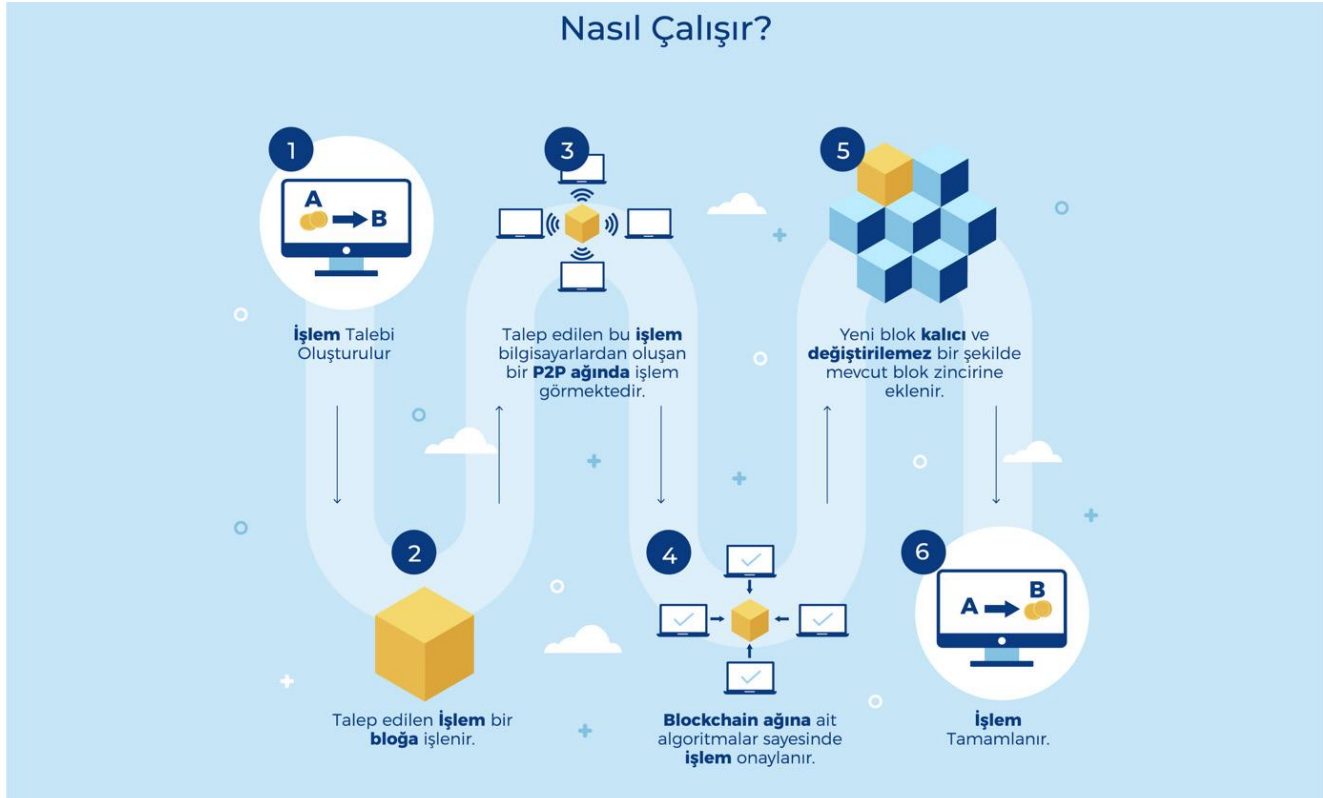 Nasıl Çalışır?
1
A
B
İşlem Talebi
Oluşturulur
2
Talep edilen İşlem bir
bloğa işlenir.
3
Talep edilen bu işlem
bilgisayarlardan oluşan
bir P2P ağında işlem
görmektedir.
4
Blockchain ağına ait
algoritmalar sayesinde
işlem onaylanır.
5
Yeni blok kalıcı ve
değiştirilemez bir şekilde
mevcut blok zincirine
eklenir.
6
A
B
İşlem
Tamamlanır.